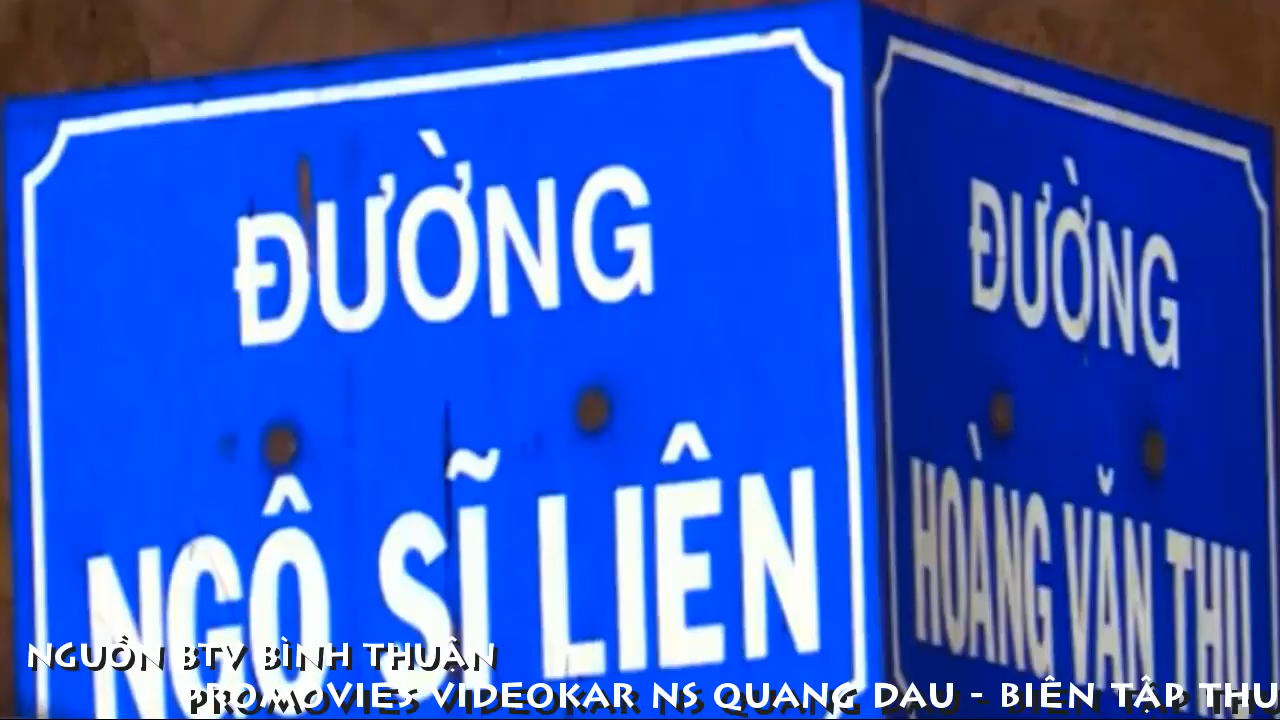 ĐƯỜNG
NGÔ SĨ LIÊN
ĐƯỜNG
HOÀNG VĂN THỤ
NGUỒN BTV BÌNH THUẬN
PROMOVIES VIDEOKAR NS QUANG DAU - BIÊN TẬP THU